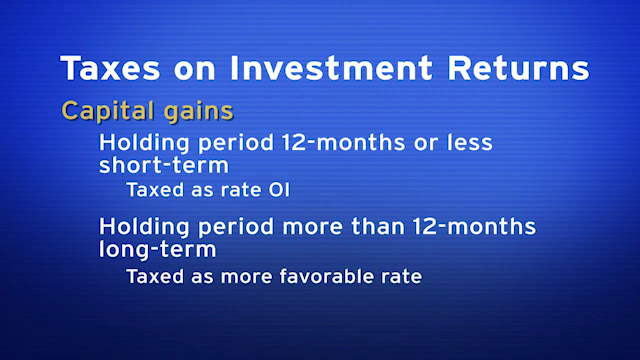 Taxes on Investment Returns
Capital gains
Holding period 12-months or less
short-term
Taxed as rate OI
Holding period more than 12-months
long-term
Taxed as more favorable rate